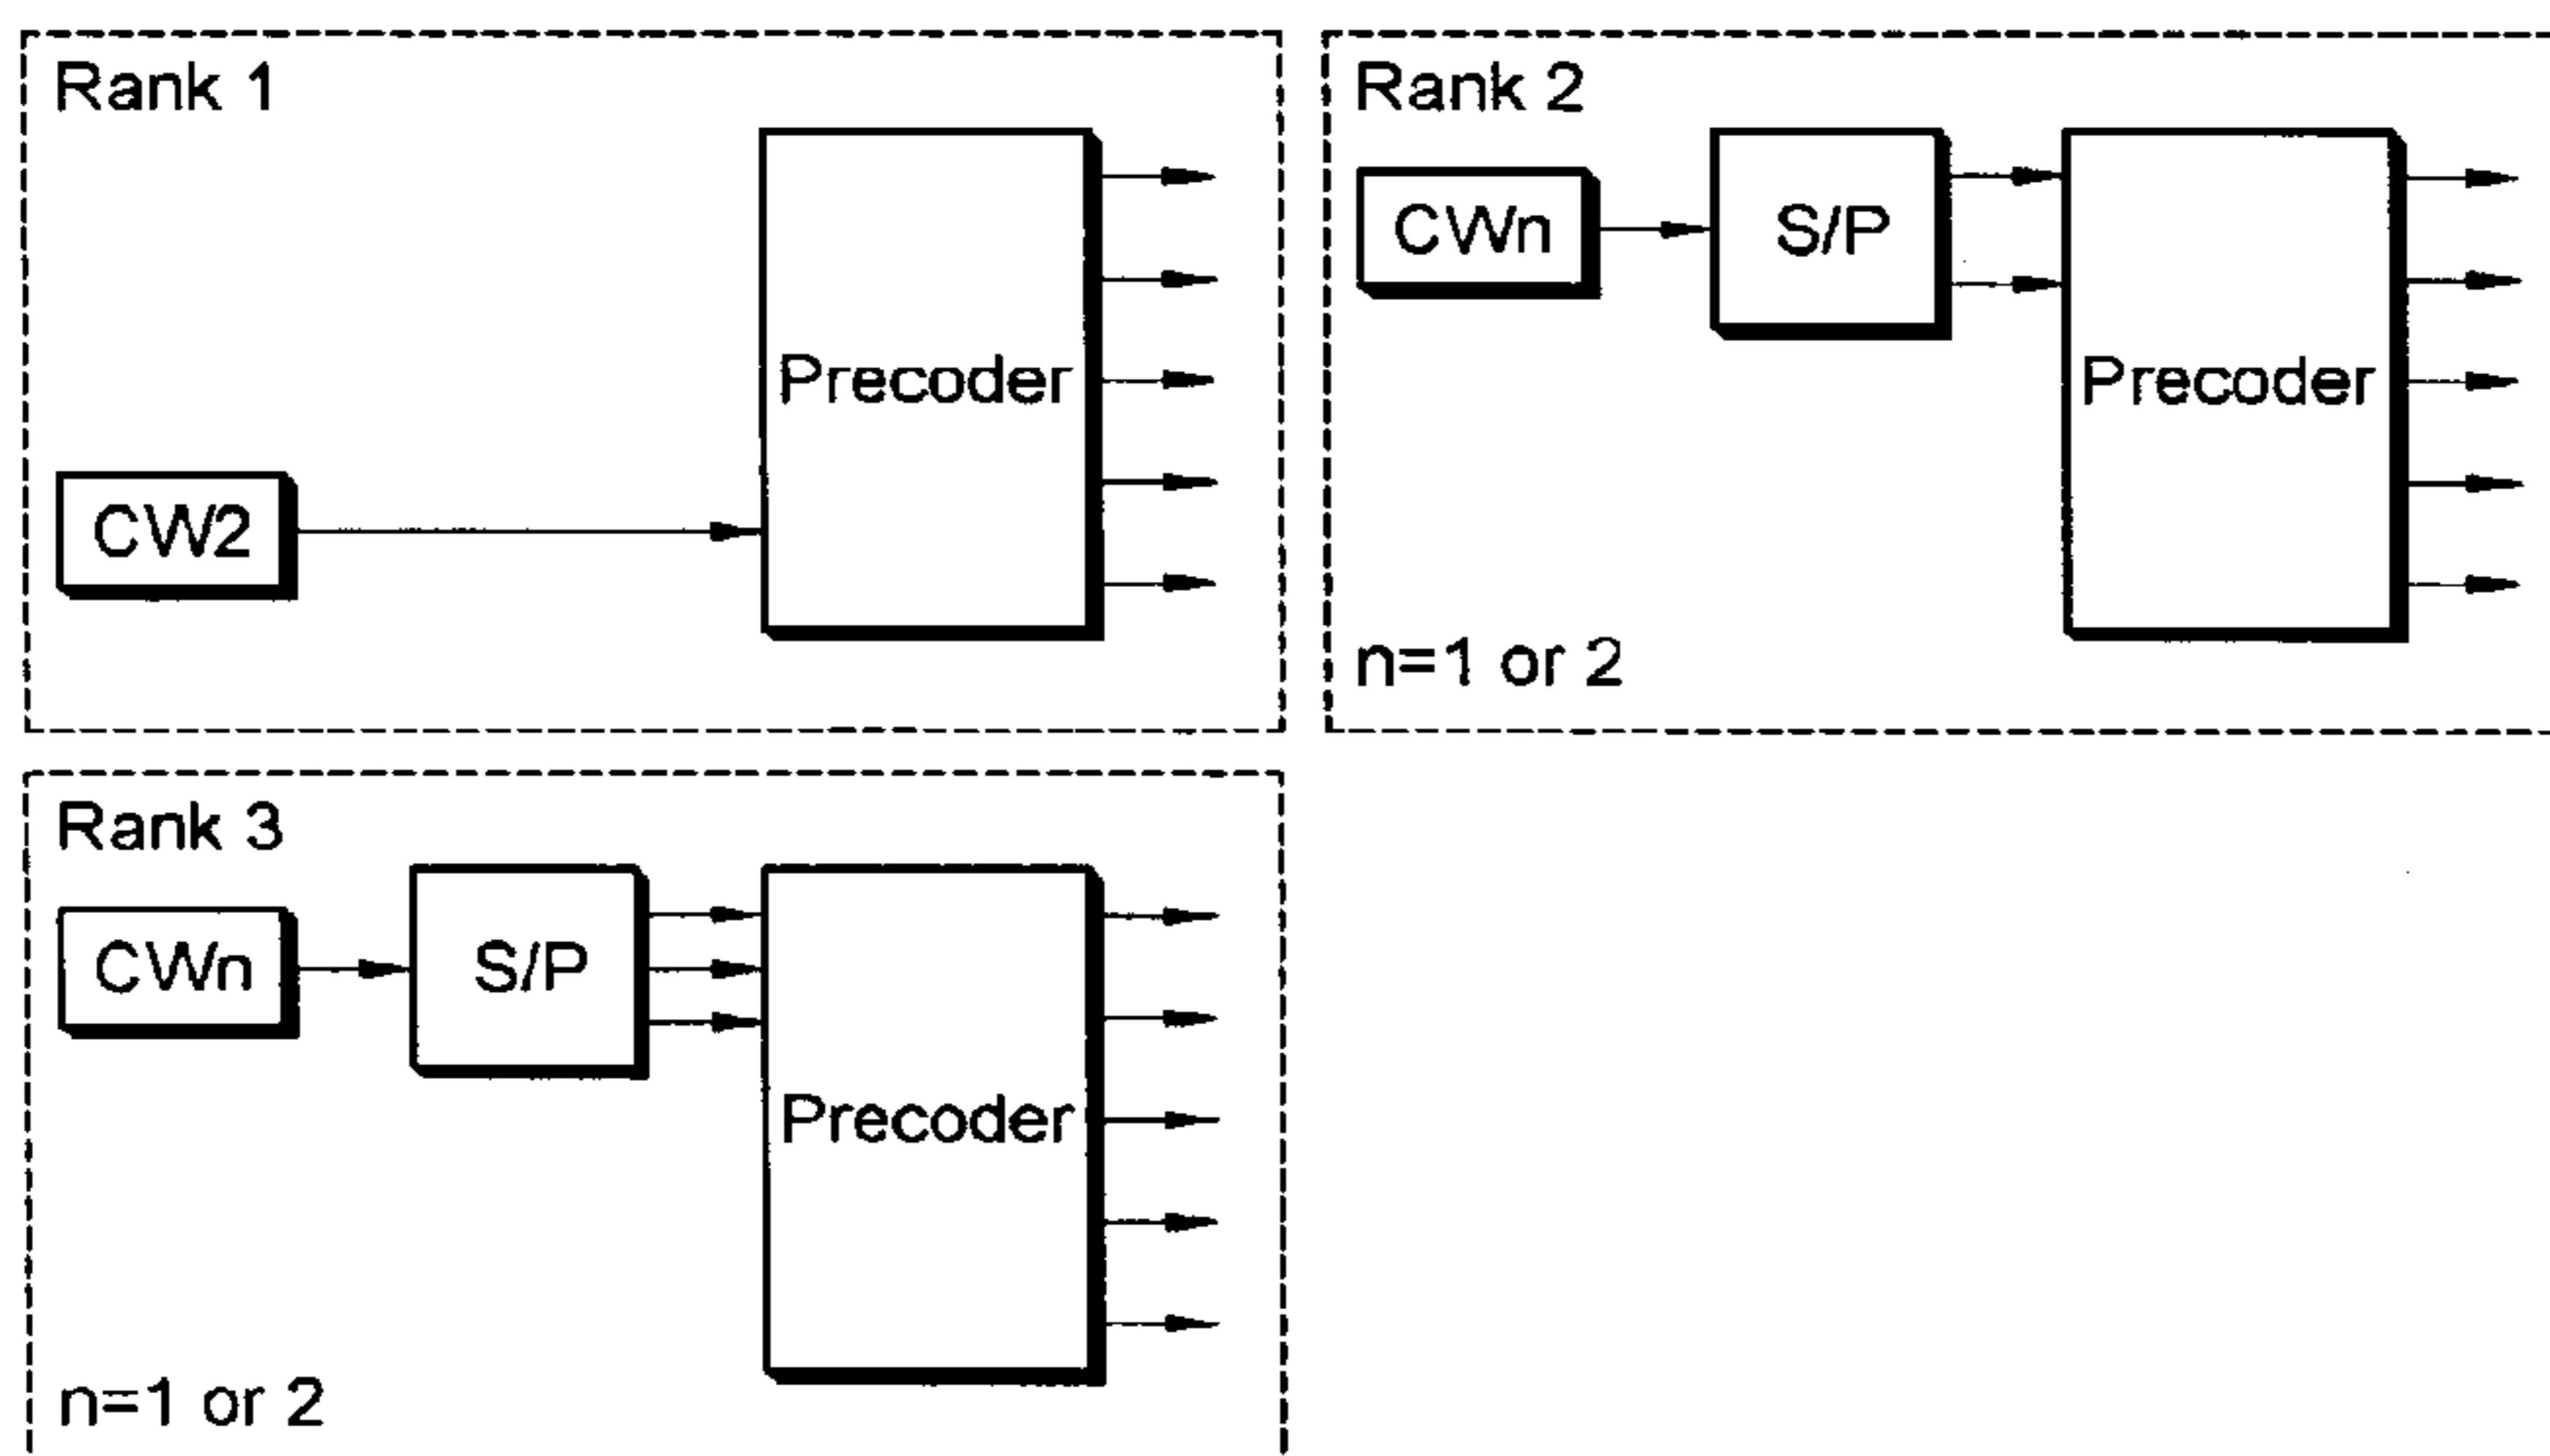 Rank 1
Precoder
CW2
Rank 2
CWn
S/P
Precoder
n=1 or 2
Rank 3
CWn
S/P
Precoder
n=1 or 2